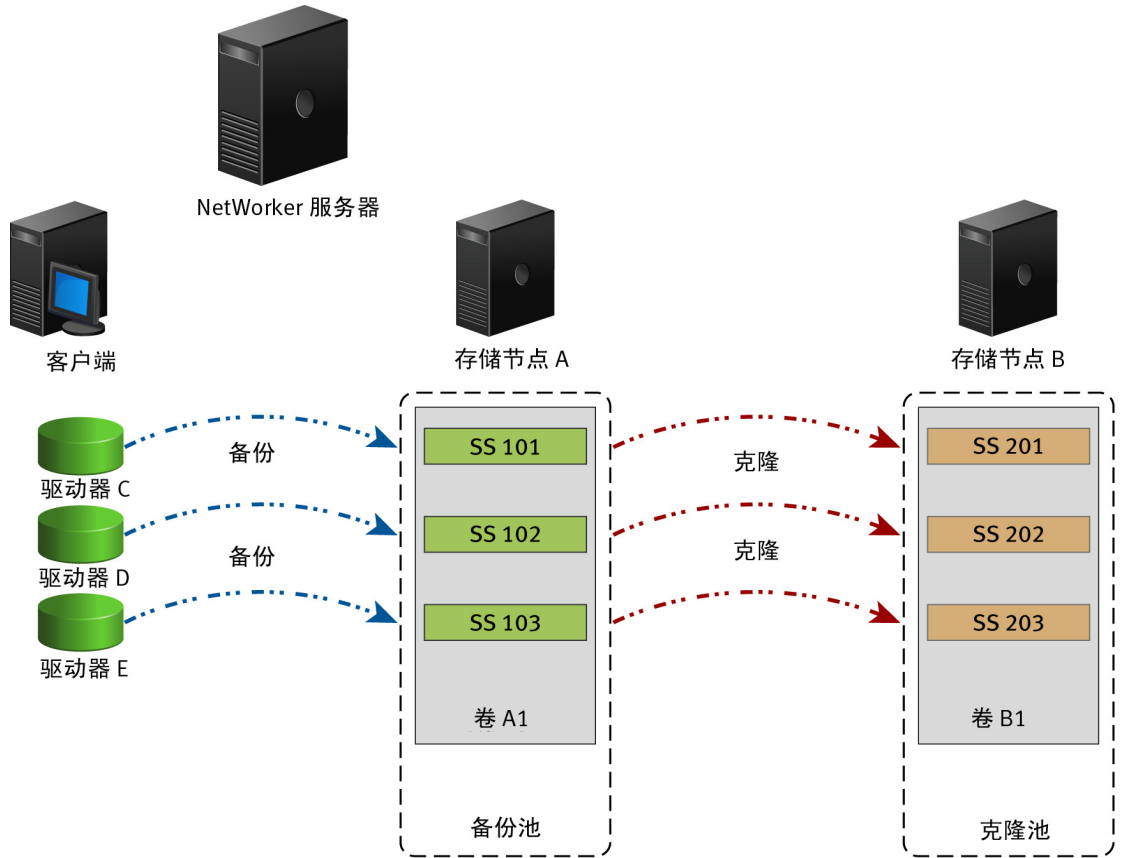 NetWorker 服务器
客户端
存储节点 A
存储节点 B
驱动器 C
备份
SS 101
克隆
SS 201
驱动器 D
备份
SS 102
克隆
SS 202
驱动器 E
SS 103
SS 203
卷 A1
卷 B1
备份池
克隆池